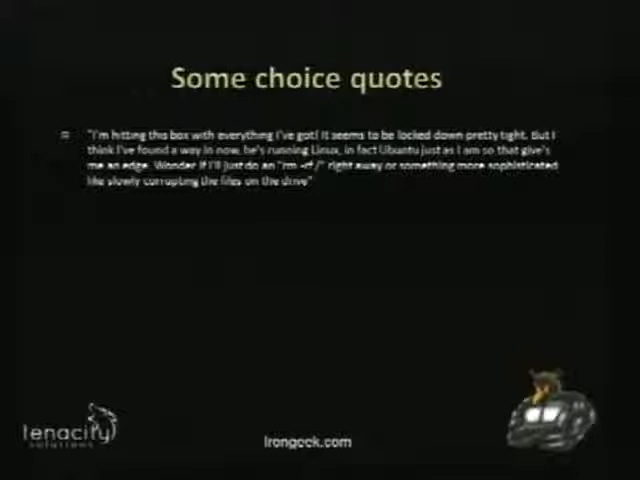 Some choice quotes
"I'm hitting this box with everything I've got! It seems to be locked down pretty tight. But I
think I've found a way in now, he's running Linux, in fact Ubuntu just as I am so that give's
me an edge. Wonder if I'll just do an "rm -rf /" right away or something more sophisticated
like slowly corrupting the files on the drive"
tenacity
solutions
Irongeek.com